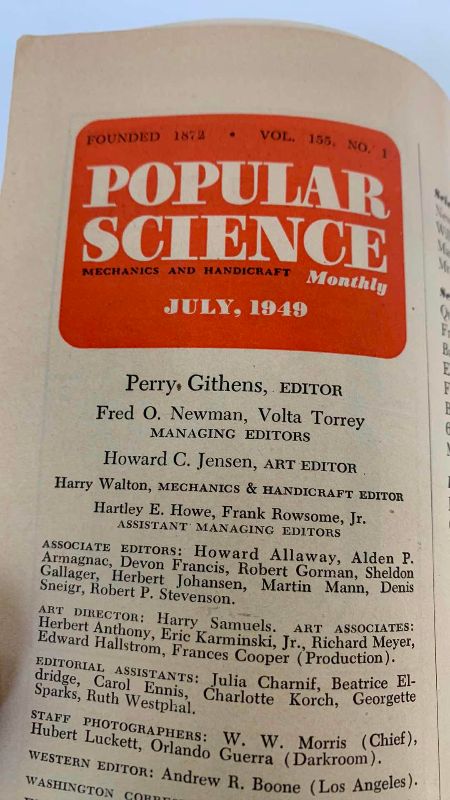 FOUNDED 1872 • VOL. 155, NO. 1
POPULAR
SCIENCE
MECHANICS AND HANDICRAFT Monthly
JULY, 1949
Perry Githens, EDITOR
Fred O. Newman, Volta Torrey
MANAGING EDITORS
Howard C. Jensen, ART EDITOR
Harry Walton, MECHANICS & HANDICRAFT EDITOR
Hartley E. Howe, Frank Rowsome, Jr.
ASSISTANT MANAGING EDITORS
ASSOCIATE EDITORS: Howard Allaway, Alden P.
Armagnac, Devon Francis, Robert Gorman, Sheldon
Gallager, Herbert Johansen, Martin Mann, Denis
Sneigr, Robert P. Stevenson.
ART DIRECTOR: Harry Samuels. ART ASSOCIATES:
Herbert Anthony, Eric Karminski, Jr., Richard Meyer,
Edward Hallstrom, Frances Cooper (Production).
EDITORIAL ASSISTANTS: Julia Charnif, Beatrice El-
dridge, Carol Ennis, Charlotte Korch, Georgette
Sparks, Ruth Westphal.
STAFF PHOTOGRAPHERS: W. W. Morris (Chief),
Hubert Luckett, Orlando Guerra (Darkroom).
WESTERN EDITOR: Andrew R. Boone (Los Angeles).
WASHINGTON